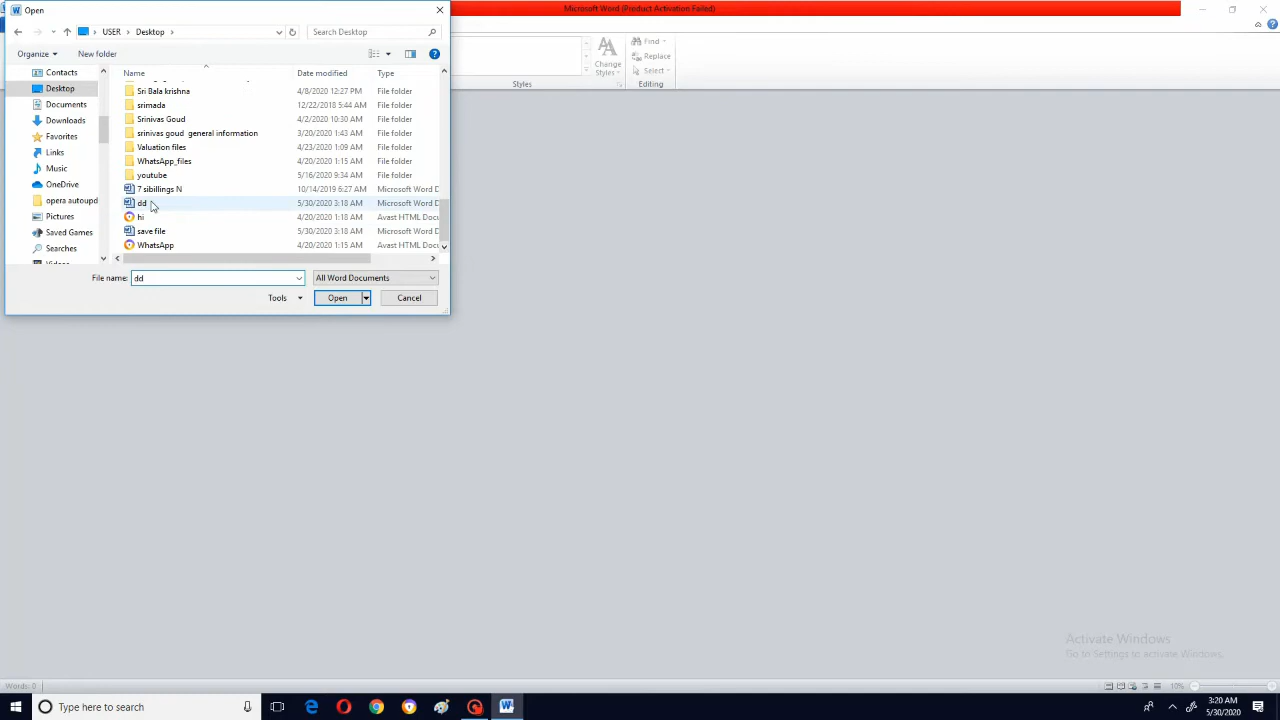 Open
Microsoft Word (Product Activation Failed)
USER Desktop
Search Desktop
Organize
New folder
Contacts
Desktop
Documents
Downloads
Favorites
Links
Music
OneDrive
opera autoupd
Pictures
Saved Games
Searches
Name Date modified Type
Sri Bala krishna 4/8/2020 12:27 PM File folder
srimada 12/22/2018 5:44 AM File folder
Srinivas Goud 4/2/2020 10:30 AM File folder
srinivas goud general information 3/20/2020 1:43 AM File folder
Valuation files 4/23/2020 1:09 AM File folder
WhatsApp_files 4/20/2020 1:15 AM File folder
youtube 5/16/2020 9:34 AM File folder
7 sibillings N 10/14/2019 6:27 AM Microsoft Word D
dd 5/30/2020 3:18 AM Microsoft Word D
hi 4/20/2020 1:18 AM Avast HTML Docu
save file 5/30/2020 3:18 AM Microsoft Word D
WhatsApp 4/20/2020 1:15 AM Avast HTML Docu
File name: dd All Word Documents
Tools Open Cancel
Change
Styles
Find
Replace
Select
Styles
Editing
Activate Windows
Go to Settings to activate Windows.
Words: 0
10%
Type here to search
3:20 AM
5/30/2020